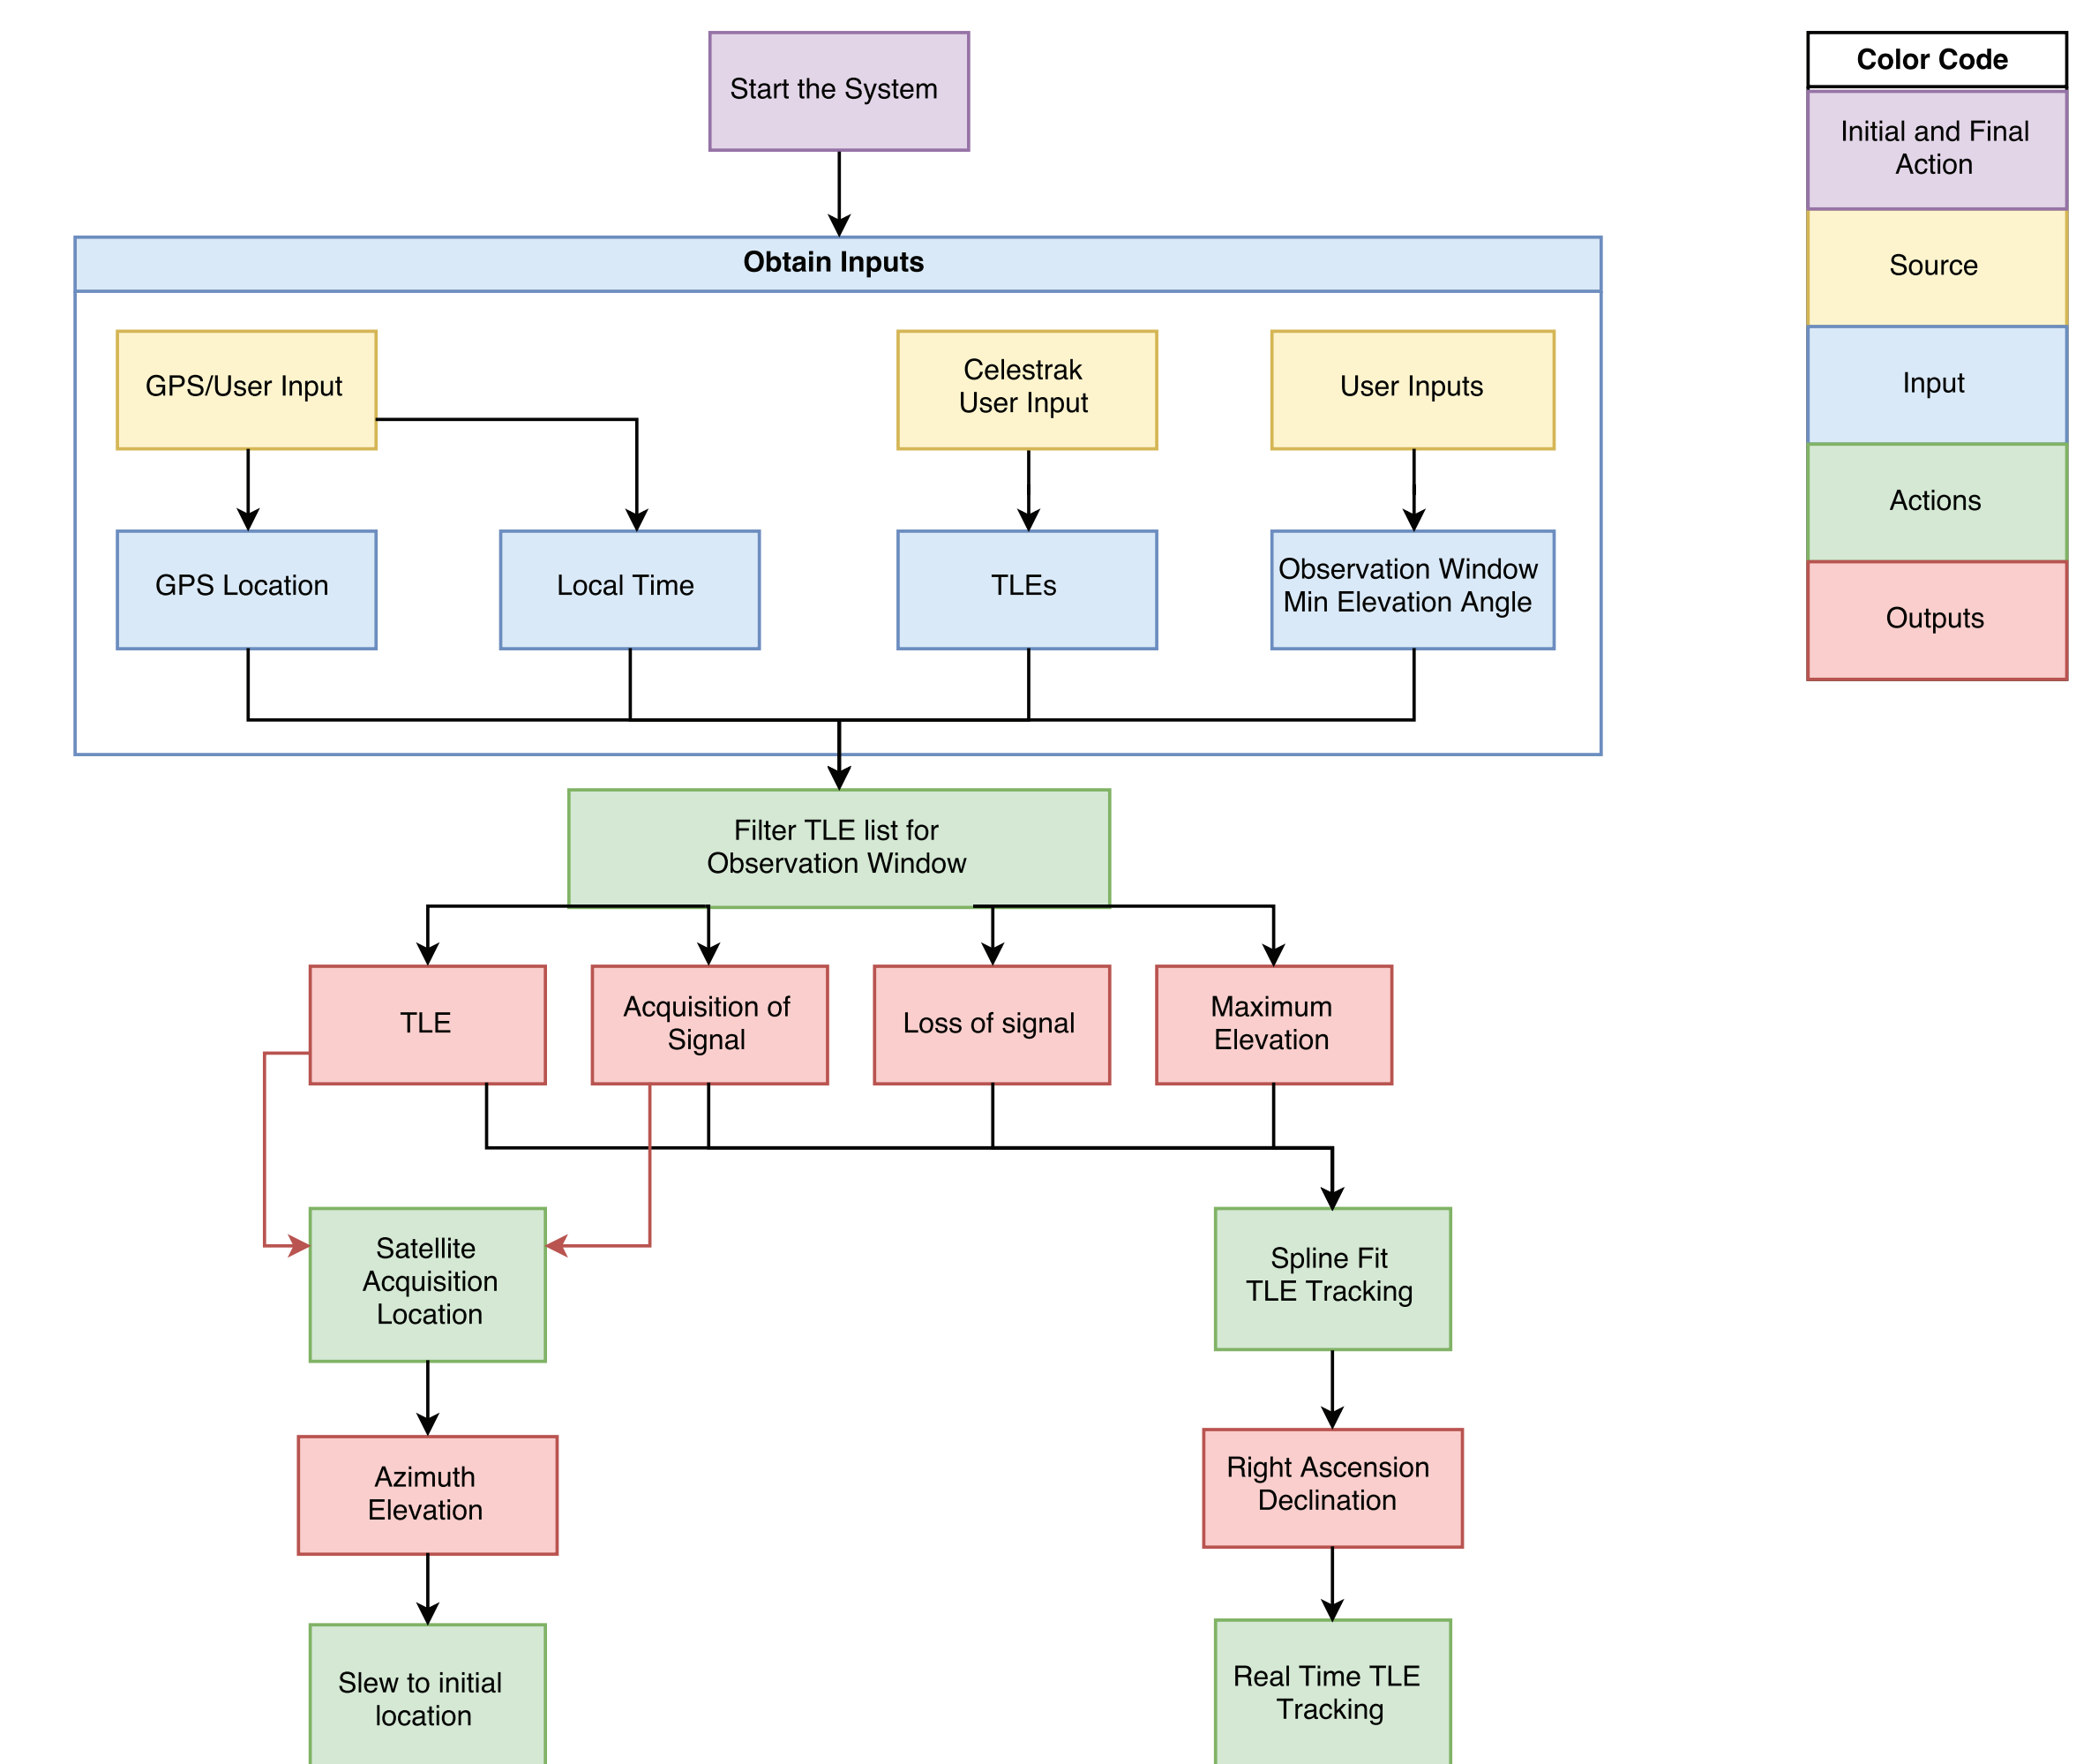 Start the System
Color Code
Initial and Final
Action
Source
Input
Actions
Outputs
Obtain Inputs
GPS/User Input
Celestrak
User Input
User Inputs
GPS Location
Local Time
TLEs
Observation Window
Min Elevation Angle
Filter TLE list for
Observation Window
TLE
Acquisition of
Signal
Loss of signal
Maximum
Elevation
Satellite
Acquisition
Location
Spline Fit
TLE Tracking
Azimuth
Elevation
Right Ascension
Declination
Slew to initial
location
Real Time TLE
Tracking